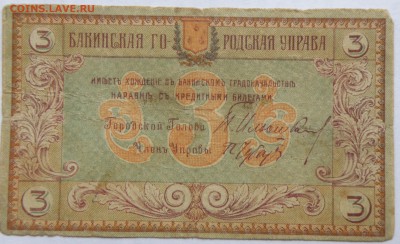 COINS.LAVE.RU
3 БАКИНСКАЯ ГОРОДСКАЯ УПРАВА 3
ИМѢЕТЪ ХОЖДЕНІЕ ВЪ БАКИНСКОМЪ ГРАДОНАЧАЛЬСТВѢ
НАРАВНѢ СЪ КРЕДИТНЫМИ БИЛЕТАМИ.
3
Городской Голова
Членъ Управы
3 3